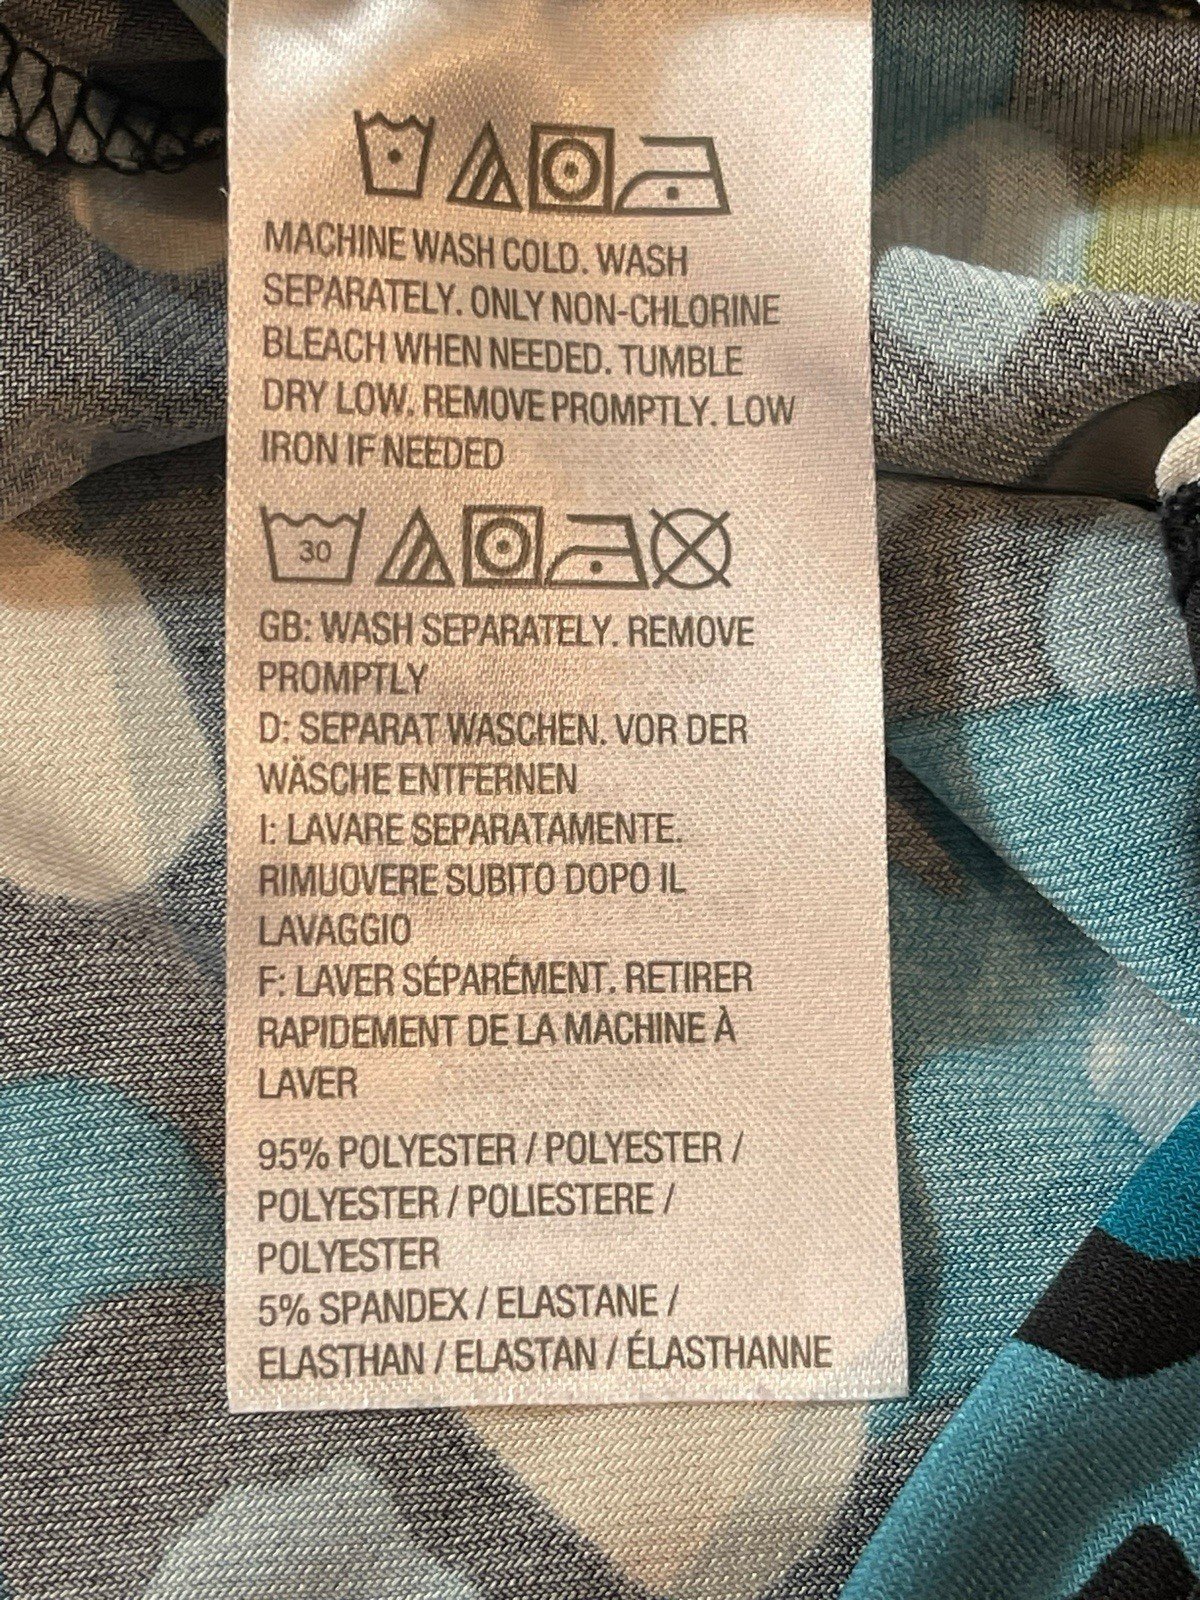 MACHINE WASH COLD. WASH
SEPARATELY. ONLY NON-CHLORINE
BLEACH WHEN NEEDED. TUMBLE
DRY LOW. REMOVE PROMPTLY. LOW
IRON IF NEEDED
30
GB: WASH SEPARATELY. REMOVE
PROMPTLY
D: SEPARAT WASCHEN. VOR DER
WÄSCHE ENTFERNEN
I: LAVARE SEPARATAMENTE.
RIMUOVERE SUBITO DOPO IL
LAVAGGIO
F: LAVER SÉPARÉMENT. RETIRER
RAPIDEMENT DE LA MACHINE À
LAVER
95% POLYESTER / POLYESTER /
POLYESTER / POLIESTERE /
POLYESTER
5% SPANDEX / ELASTANE /
ELASTHAN / ELASTAN / ÉLASTHANNE